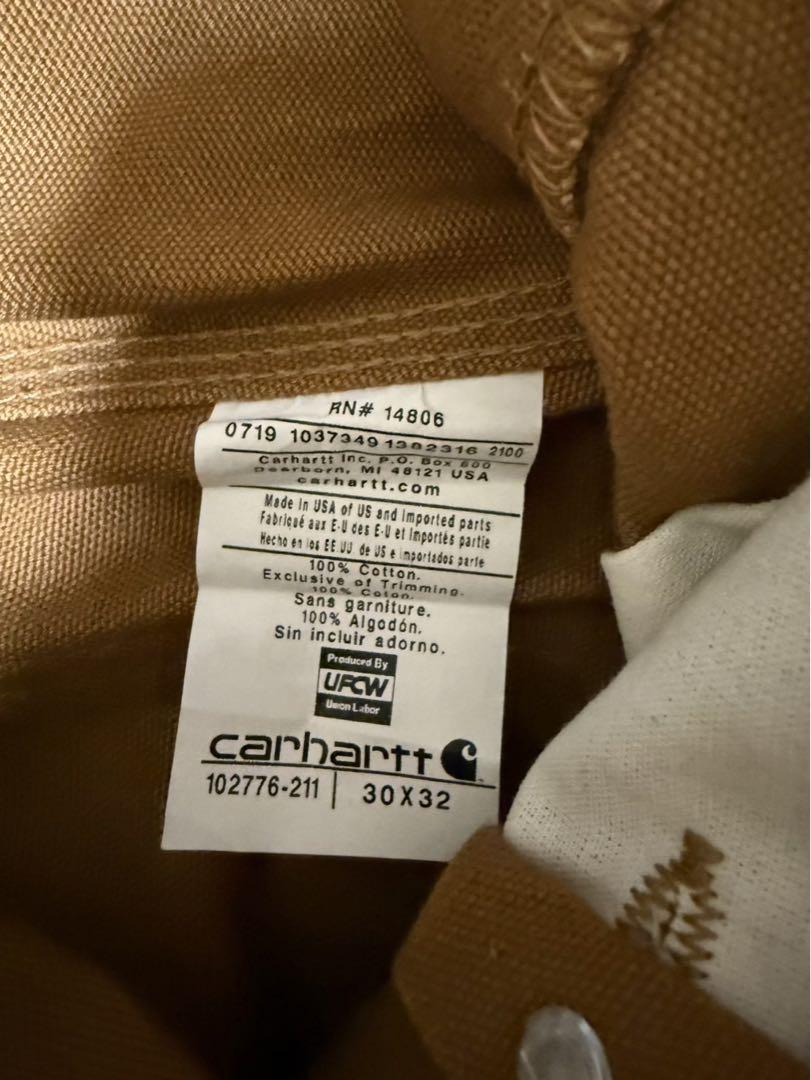 RN# 14806
0719 1037349 1382316 2100
Carhartt Inc. P.O. Box 600
Dearborn, MI 48121 USA
carhartt.com
Made in USA of US and Imported parts
Fabriqué aux E-U des E-U et Importés partie
Hecho en los EE UU de US e importados parte
100% Cotton.
Exclusive of Trimming.
100% Coton.
Sans garniture.
100% Algodón.
Sin incluir adorno.
Produced By
UFCW
Union Labor
carhartt
102776-211 | 30X32